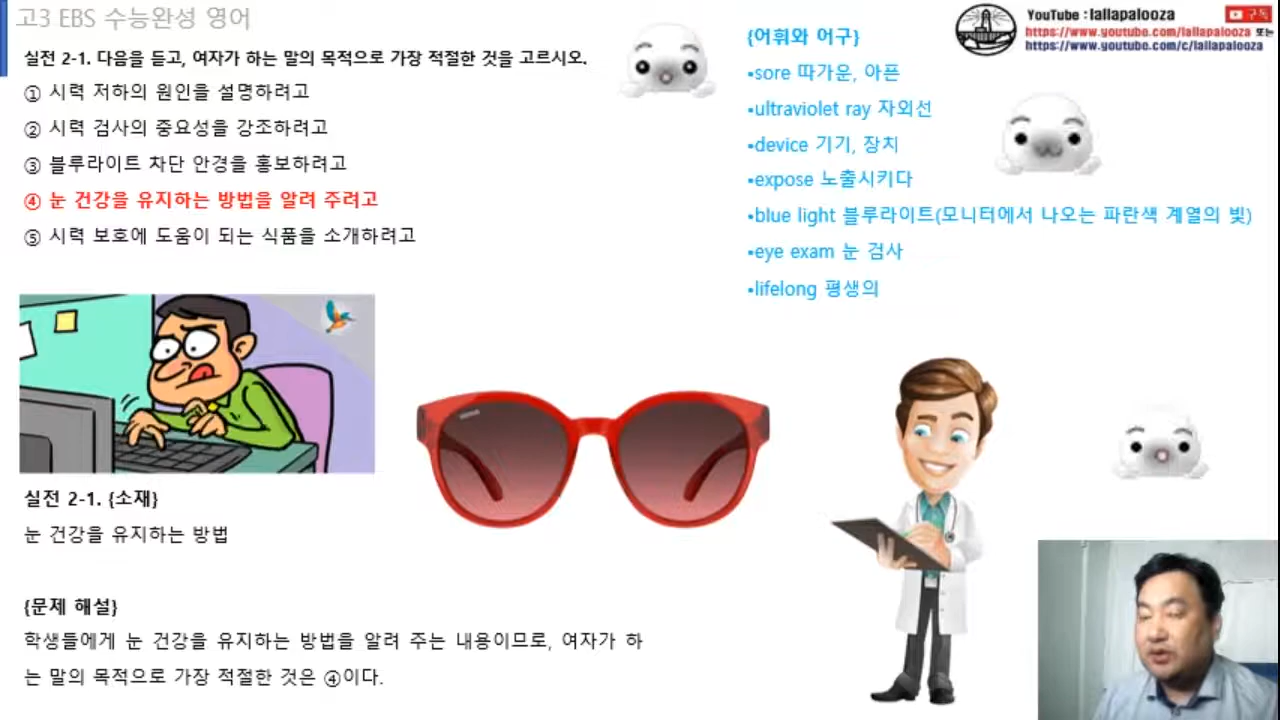 고3 EBS 수능완성 영어
실전 2-1. 다음을 듣고, 여자가 하는 말의 목적으로 가장 적절한 것을 고르시오.
① 시력 저하의 원인을 설명하려고
② 시력 검사의 중요성을 강조하려고
③ 블루라이트 차단 안경을 홍보하려고
④ 눈 건강을 유지하는 방법을 알려 주려고
⑤ 시력 보호에 도움이 되는 식품을 소개하려고
{어휘와 어구}
•sore 따가운, 아픈
•ultraviolet ray 자외선
•device 기기, 장치
•expose 노출시키다
•blue light 블루라이트(모니터에서 나오는 파란색 계열의 빛)
•eye exam 눈 검사
•lifelong 평생의
YouTube : lallapalooza
구독
https://www.youtube.com/lallapalooza 또는
https://www.youtube.com/c/lallapalooza
실전 2-1. {소재}
눈 건강을 유지하는 방법
{문제 해설}
학생들에게 눈 건강을 유지하는 방법을 알려 주는 내용이므로, 여자가 하
는 말의 목적으로 가장 적절한 것은 ④이다.